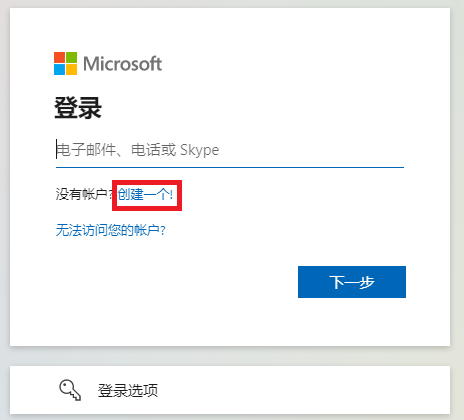 Microsoft
登录
电子邮件、电话或 Skype
没有帐户?创建一个!
无法访问您的帐户?
下一步
登录选项